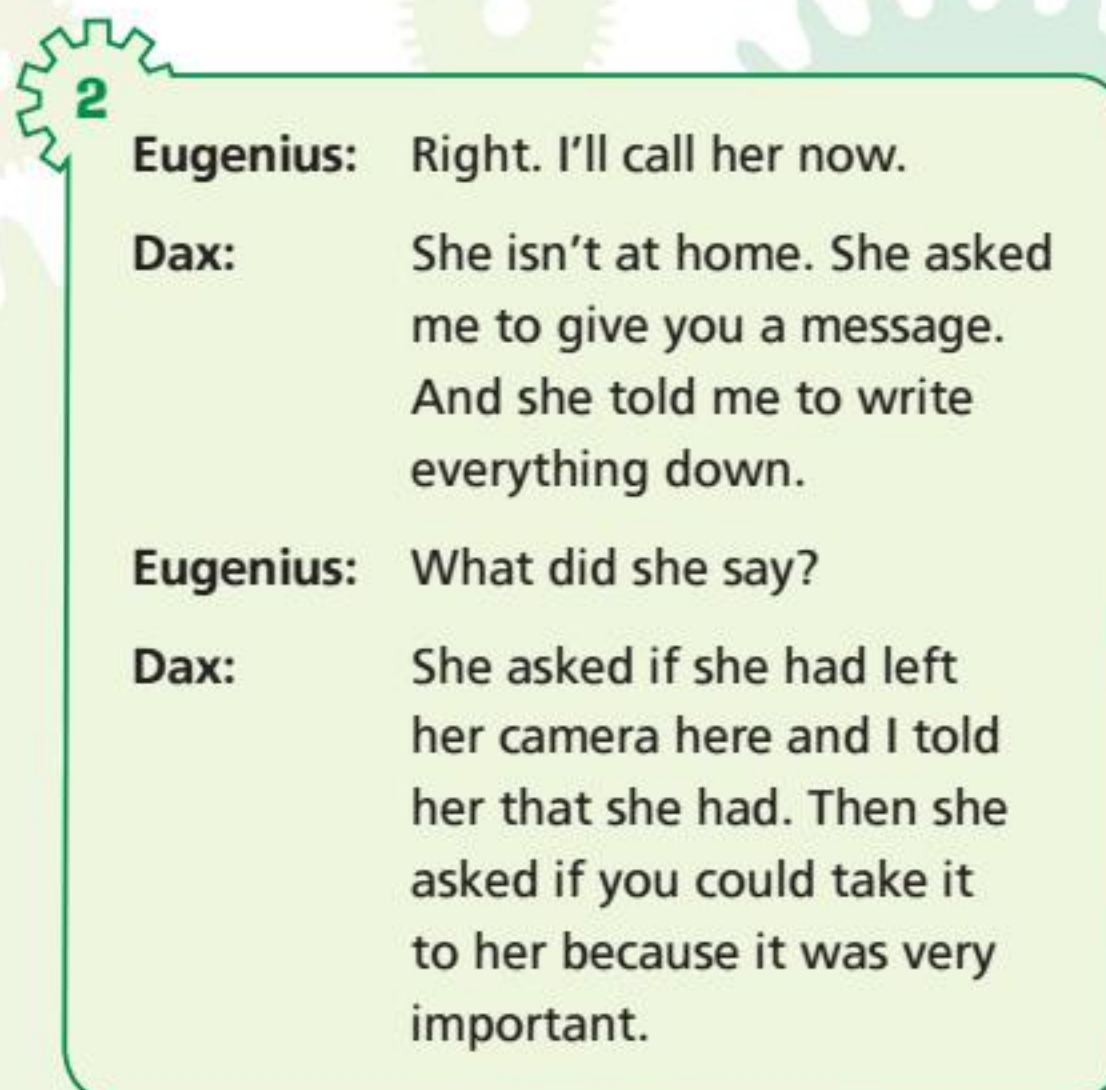 2
Eugenius: Right. I'll call her now.
Dax: She isn't at home. She asked
me to give you a message.
And she told me to write
everything down.
Eugenius: What did she say?
Dax: She asked if she had left
her camera here and I told
her that she had. Then she
asked if you could take it
to her because it was very
important.